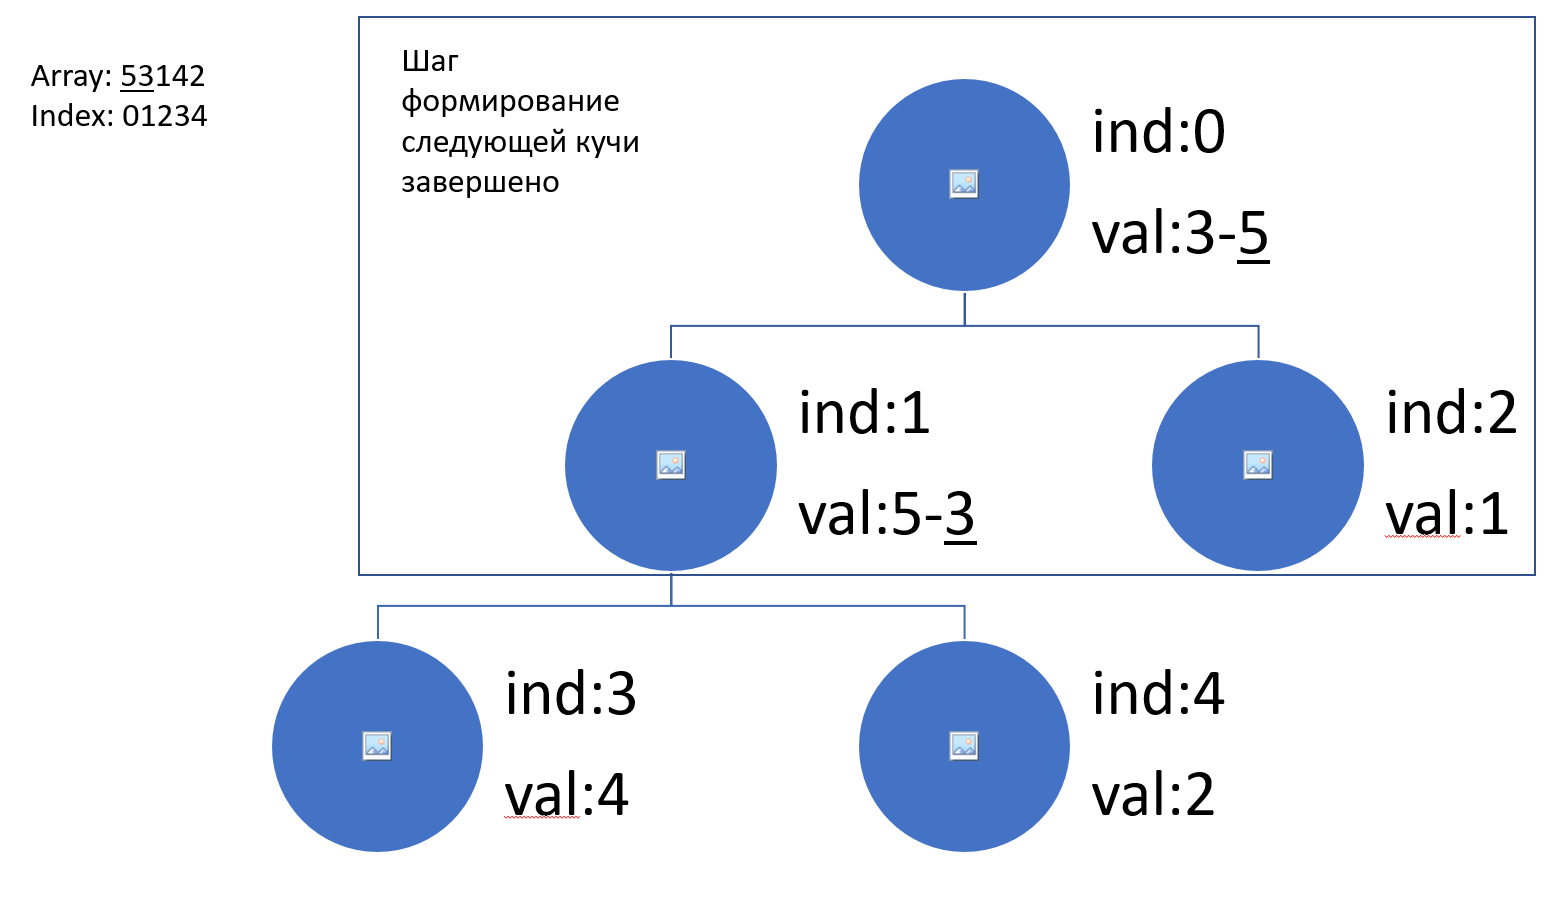 Array: 53142
Index: 01234
Шаг
формирование
следующей кучи
завершено
ind:0
val:3-5
ind:1
val:5-3
ind:2
val:1
ind:3
val:4
ind:4
val:2